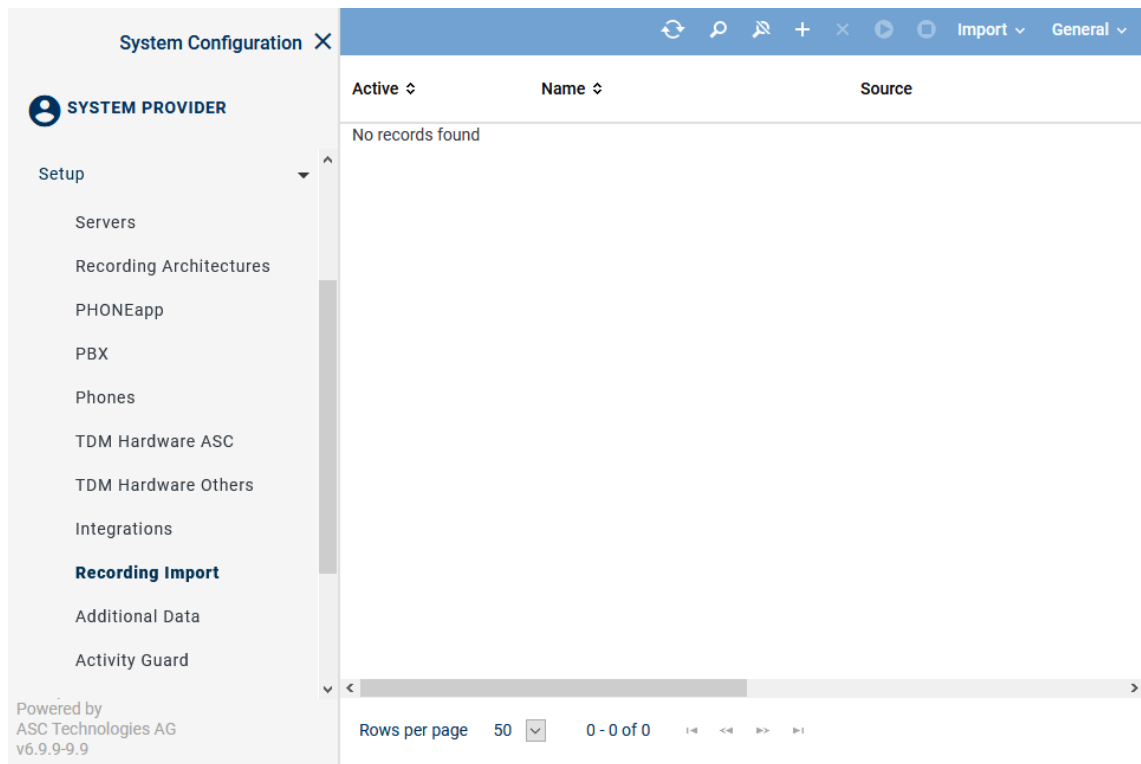 System Configuration
Import
General
SYSTEM PROVIDER
Active
Name
Source
No records found
Setup
Servers
Recording Architectures
PHONEapp
PBX
Phones
TDM Hardware ASC
TDM Hardware Others
Integrations
Recording Import
Additional Data
Activity Guard
Powered by
ASC Technologies AG
v6.9.9-9.9
Rows per page 50 0 - 0 of 0